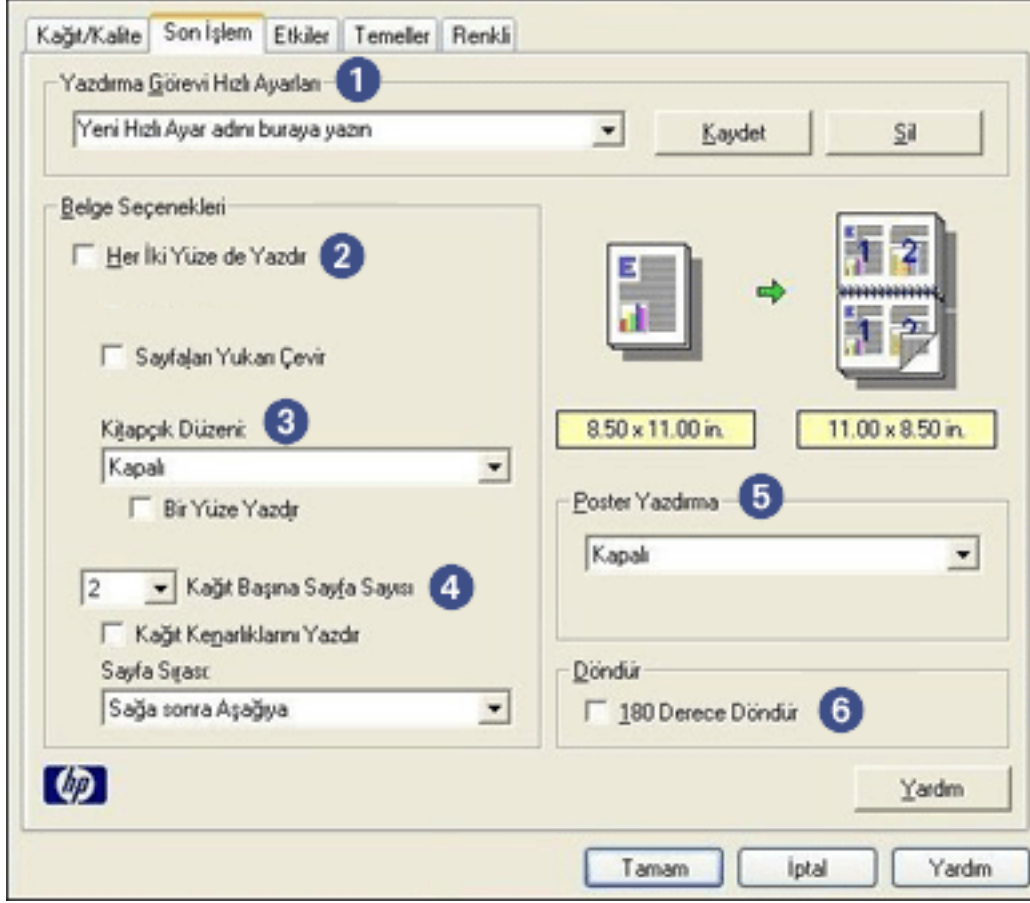 Kağıt/Kalite Son İşlem Etkiler Temeller Renkli
Yazdırma Görevi Hızlı Ayarları 1
Yeni Hızlı Ayar adını buraya yazın Kaydet Sil
Belge Seçenekleri
Her İki Yüze de Yazdır 2
Sayfaları Yukarı Çevir
Kitapçık Düzeni: 3
Kapalı
Bir Yüze Yazdır
2 Kağıt Başına Sayfa Sayısı 4
Kağıt Kenarlıklarını Yazdır
Sayfa Sırası:
Sağa sonra Aşağıya
E
E 1 2
E 1 2
8.50 x 11.00 in. 11.00 x 8.50 in.
Poster Yazdırma 5
Kapalı
Döndür
180 Derece Döndür 6
hp
Yardım
Tamam İptal Yardım